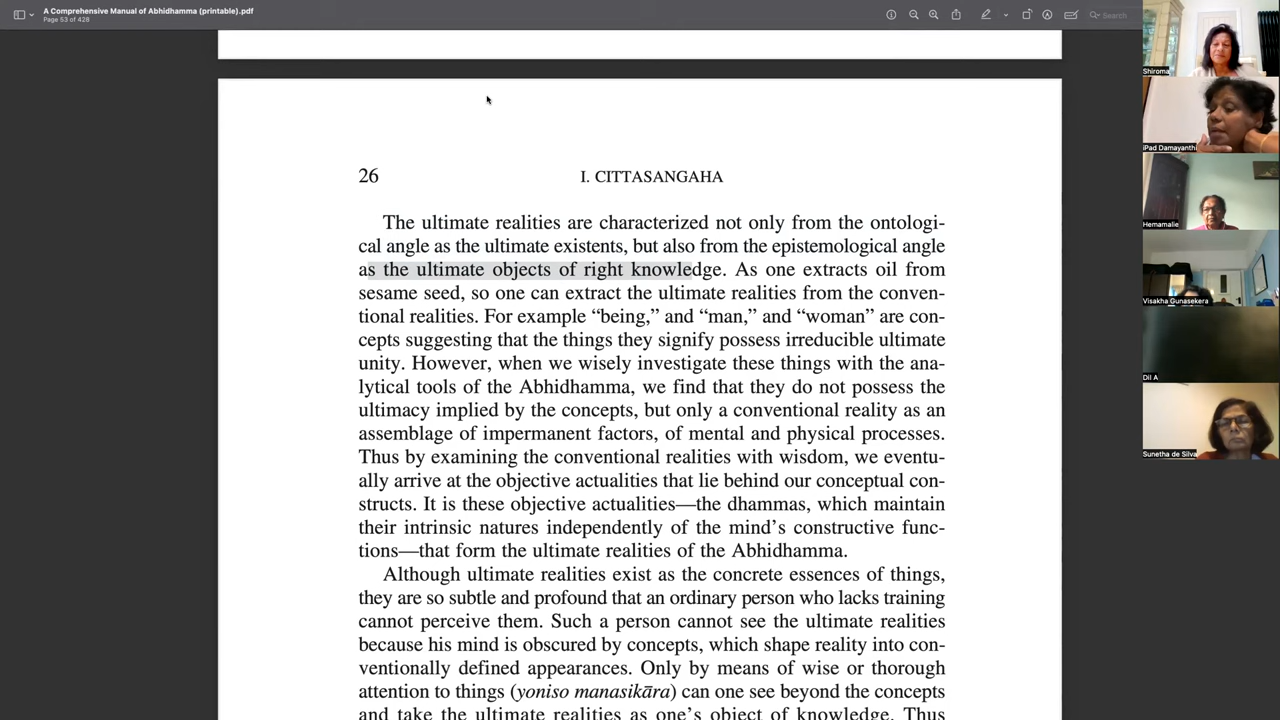 A Comprehensive Manual of Abhidhamma (printable).pdf
Page 53 of 428
Search
26
I. CITTASANGAHA
The ultimate realities are characterized not only from the ontologi-
cal angle as the ultimate existents, but also from the epistemological angle
as the ultimate objects of right knowledge. As one extracts oil from
sesame seed, so one can extract the ultimate realities from the conven-
tional realities. For example “being,” and “man,” and “woman” are con-
cepts suggesting that the things they signify possess irreducible ultimate
unity. However, when we wisely investigate these things with the ana-
lytical tools of the Abhidhamma, we find that they do not possess the
ultimacy implied by the concepts, but only a conventional reality as an
assemblage of impermanent factors, of mental and physical processes.
Thus by examining the conventional realities with wisdom, we eventu-
ally arrive at the objective actualities that lie behind our conceptual con-
structs. It is these objective actualities—the dhammas, which maintain
their intrinsic natures independently of the mind’s constructive func-
tions—that form the ultimate realities of the Abhidhamma.
Although ultimate realities exist as the concrete essences of things,
they are so subtle and profound that an ordinary person who lacks training
cannot perceive them. Such a person cannot see the ultimate realities
because his mind is obscured by concepts, which shape reality into con-
ventionally defined appearances. Only by means of wise or thorough
attention to things (yoniso manasikāra) can one see beyond the concepts
and take the ultimate realities as one’s object of knowledge. Thus
Shiroma
iPad Damayanthi
Hemamalie
Visakha Gunasekera
Dil A
Sunetha de Silva